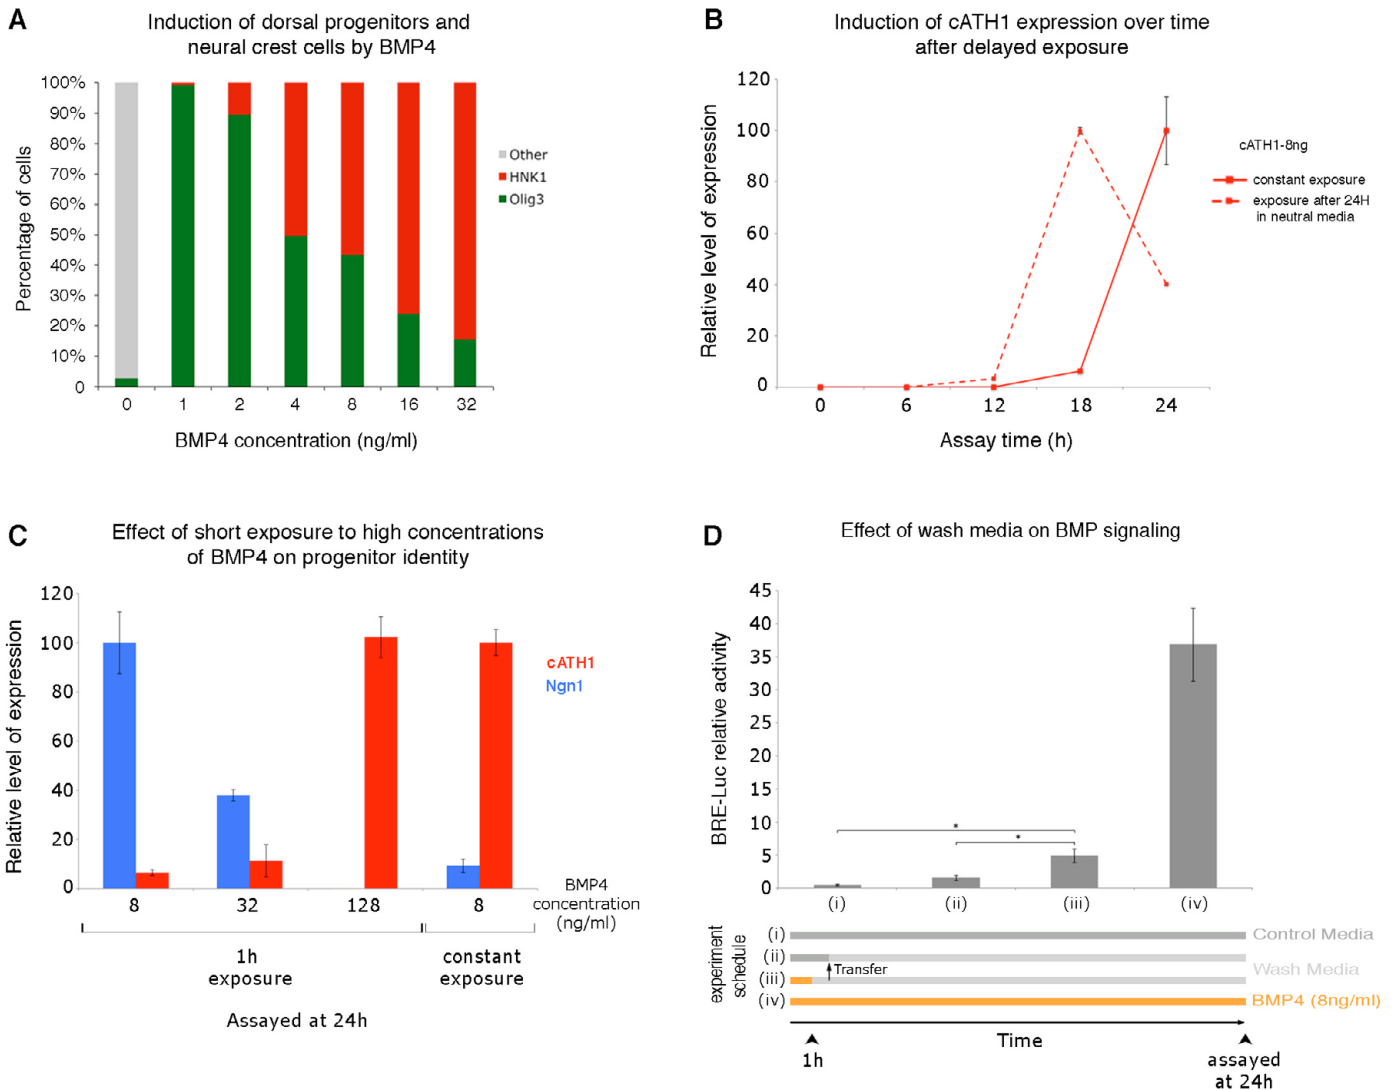 A
Induction of dorsal progenitors and
neural crest cells by BMP4
100%
90%
80%
70%
60%
50%
40%
30%
20%
10%
0
Percentage of cells
0 1 2 4 8 16 32
BMP4 concentration (ng/ml)
Other
HNK1
Olig3
B
Induction of cATH1 expression over time
after delayed exposure
120
100
80
60
40
20
0
Relative level of expression
0 6 12 18 24
Assay time (h)
cATH1-8ng
constant exposure
exposure after 24H
in neutral media
C
Effect of short exposure to high concentrations
of BMP4 on progenitor identity
120
100
80
60
40
20
0
Relative level of expression
cATH1
Ngn1
8 32 128 8
BMP4
concentration
(ng/ml)
1h
exposure
constant
exposure
Assayed at 24h
D
Effect of wash media on BMP signaling
45
40
35
30
25
20
15
10
5
0
BRE-Luc relative activity
*
*
(i) (ii) (iii) (iv)
experiment
schedule
(i) Control Media
(ii)
Wash Media
Transfer
(iii)
(iv) BMP4 (8ng/ml)
Time
1h
assayed
at 24h